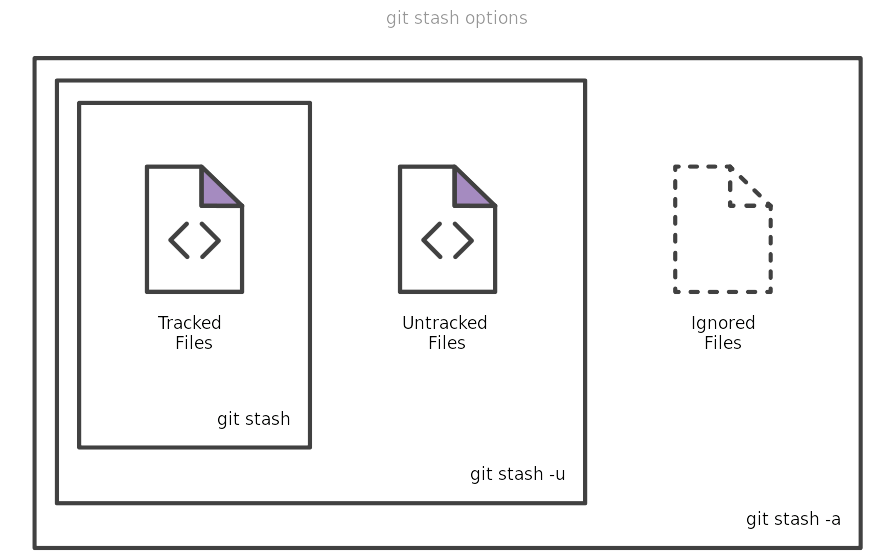 git stash options
Tracked
Files
Untracked
Files
Ignored
Files
git stash
git stash -u
git stash -a